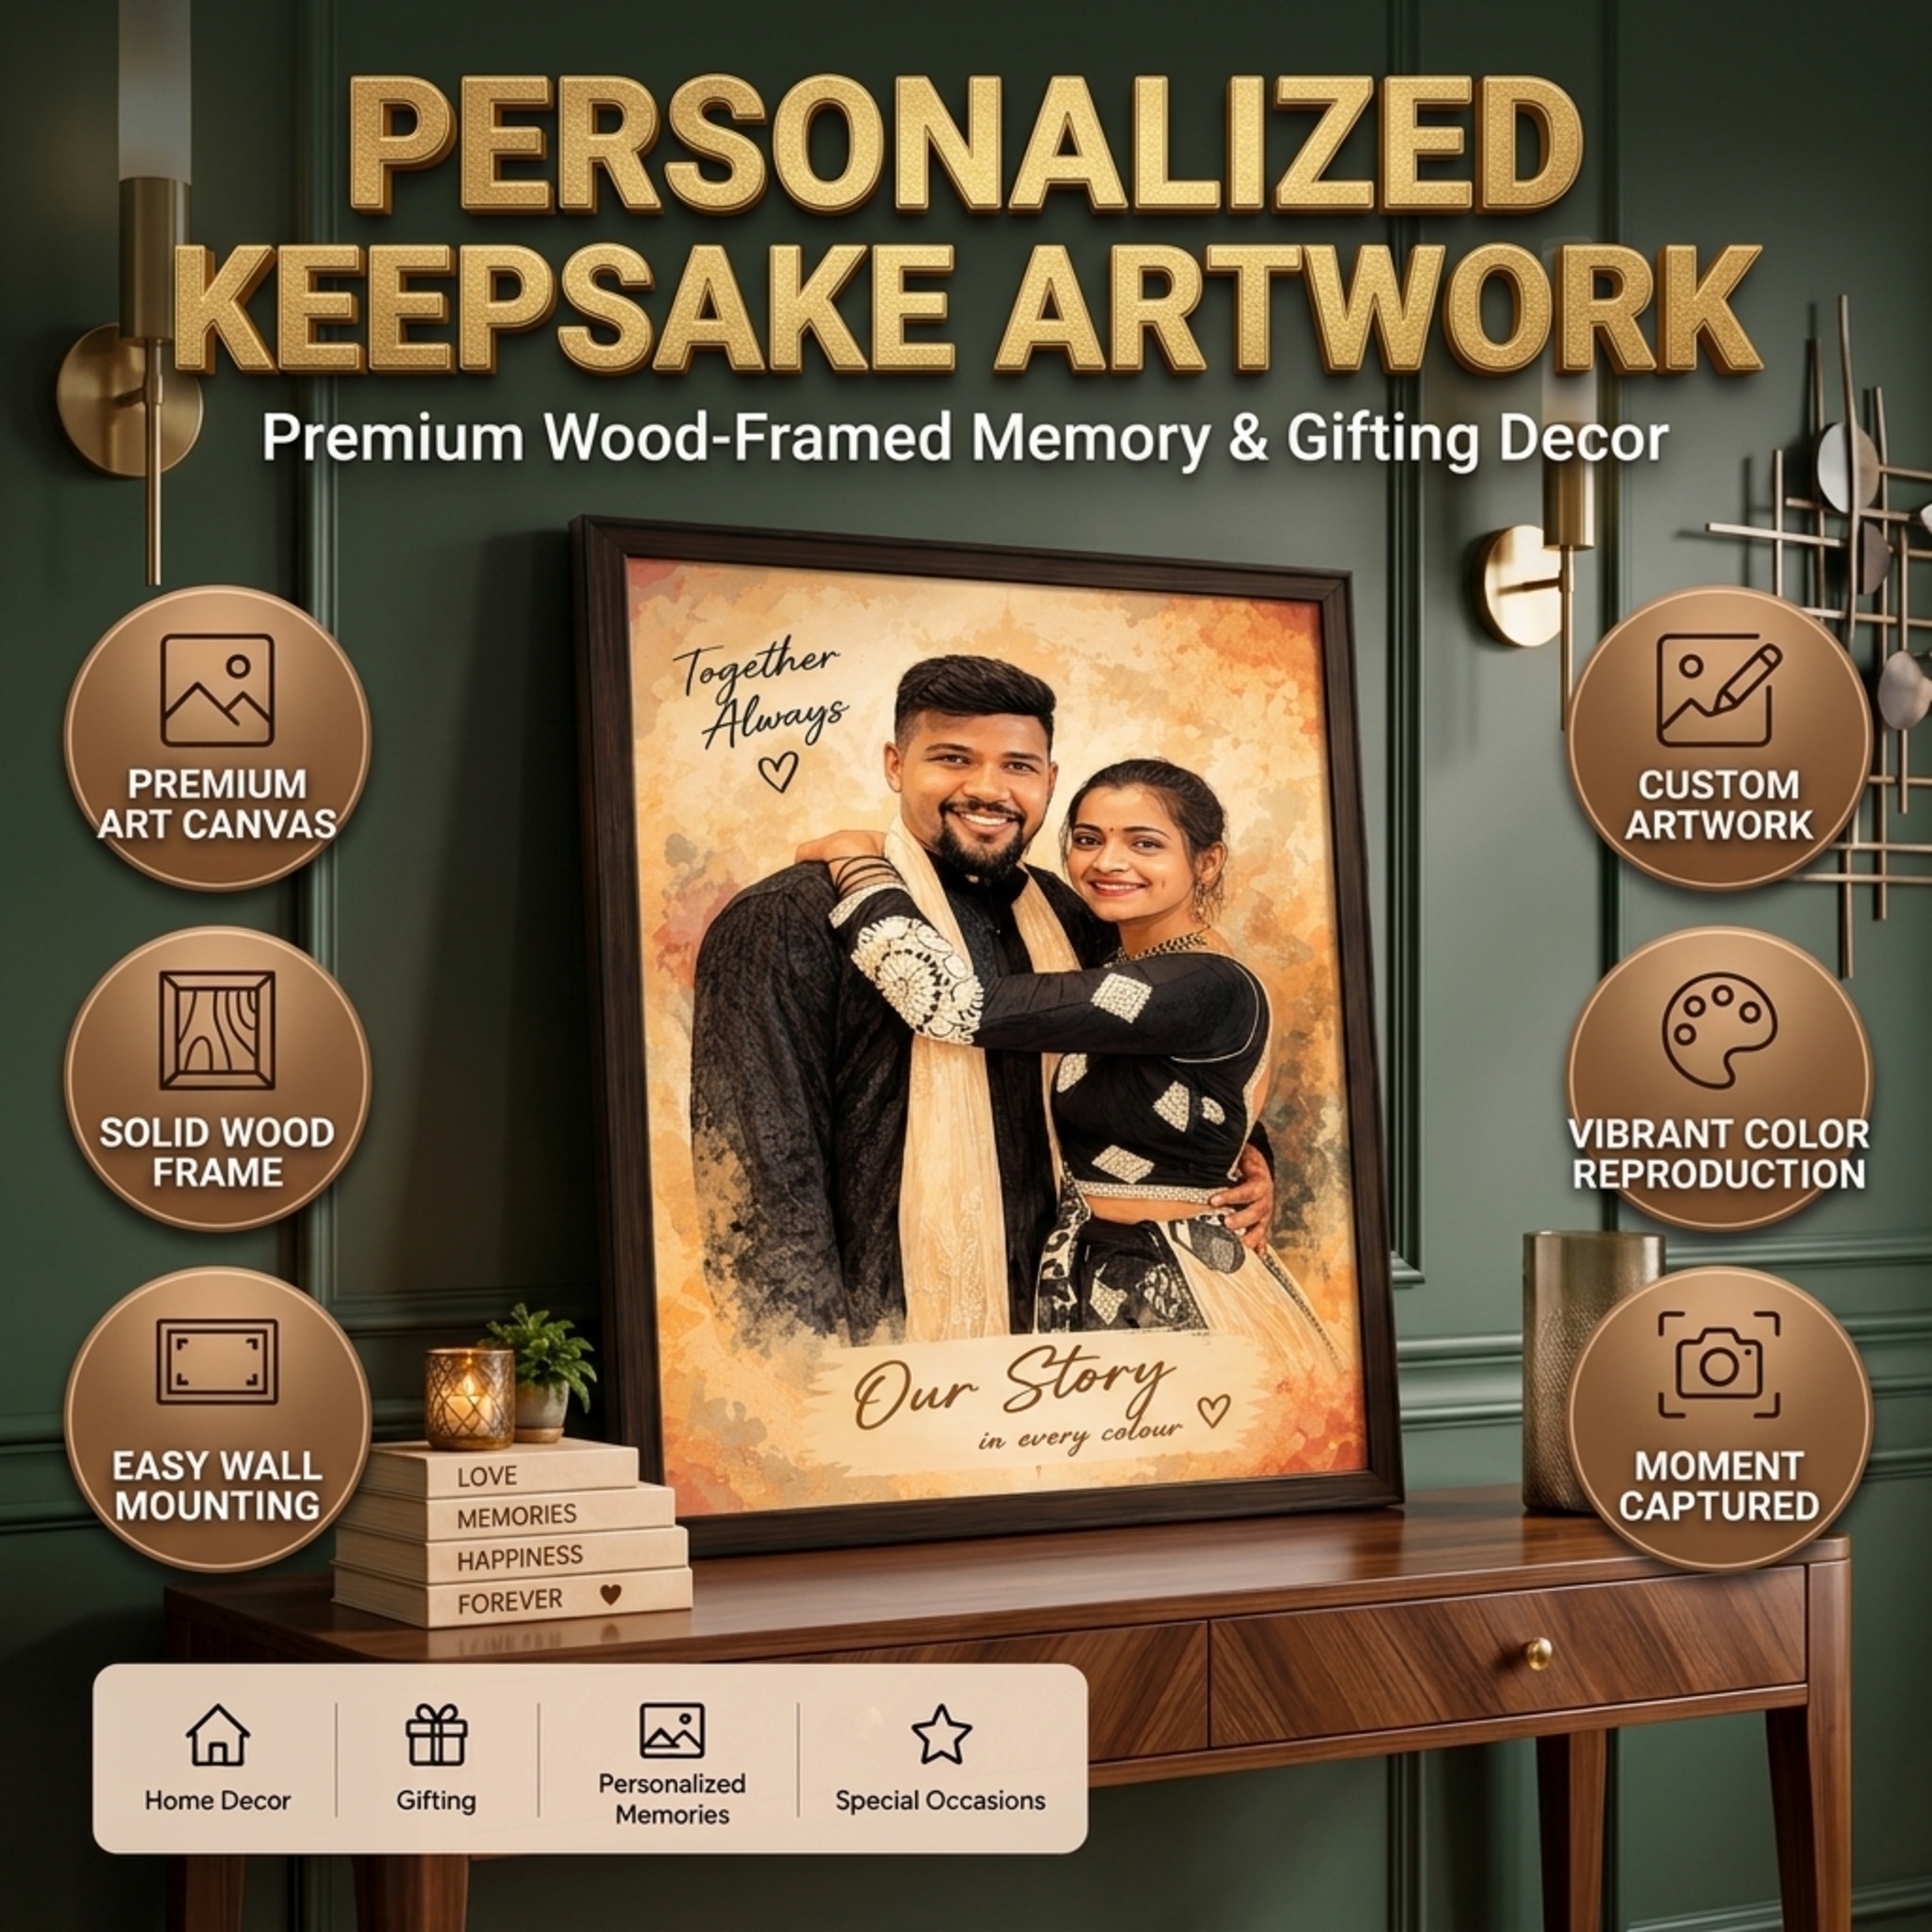 PERSONALIZED
KEEPSAKE ARTWORK
Premium Wood-Framed Memory & Gifting Decor
Together
Always
PREMIUM
ART CANVAS
SOLID WOOD
FRAME
EASY WALL
MOUNTING
CUSTOM
ARTWORK
VIBRANT COLOR
REPRODUCTION
MOMENT
CAPTURED
Our Story
in every colour
LOVE
MEMORIES
HAPPINESS
FOREVER
Home Decor
Gifting
Personalized
Memories
Special Occasions